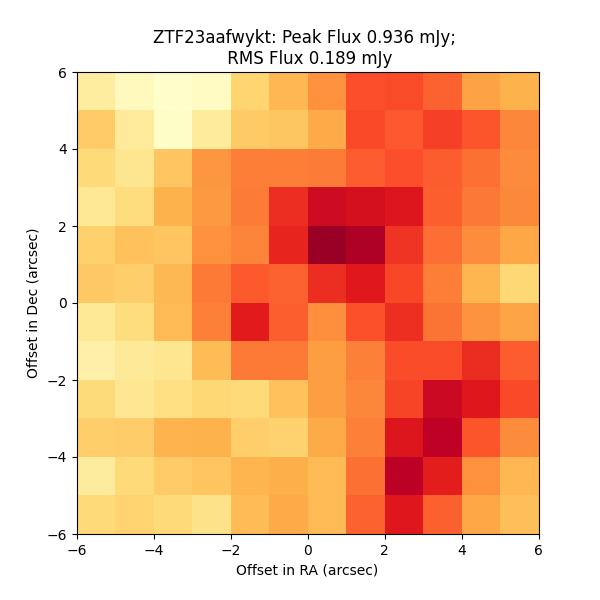 ZTF23aafwykt: Peak Flux 0.936 mJy;
RMS Flux 0.189 mJy
6
4
2
0
−2
−4
−6
Offset in Dec (arcsec)
−6 −4 −2 0 2 4 6
Offset in RA (arcsec)